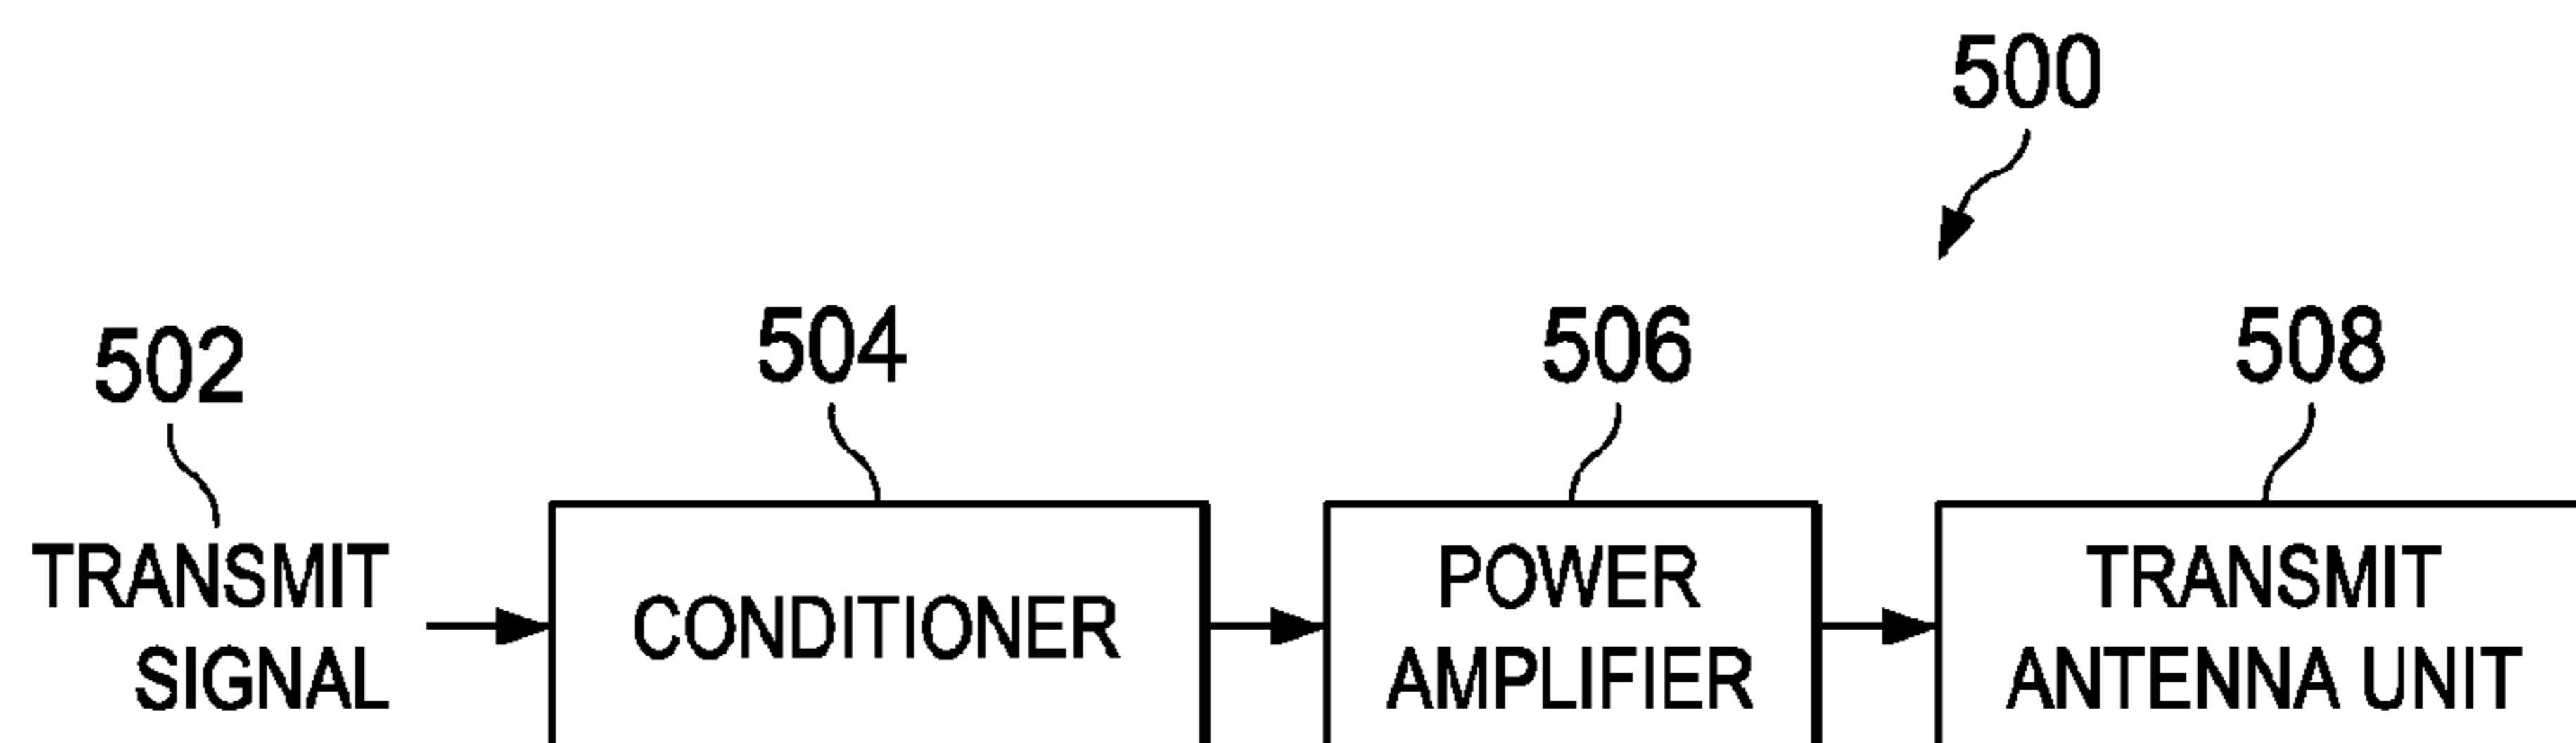 500
502
504
506
508
TRANSMIT
SIGNAL
CONDITIONER
POWER
AMPLIFIER
TRANSMIT
ANTENNA UNIT